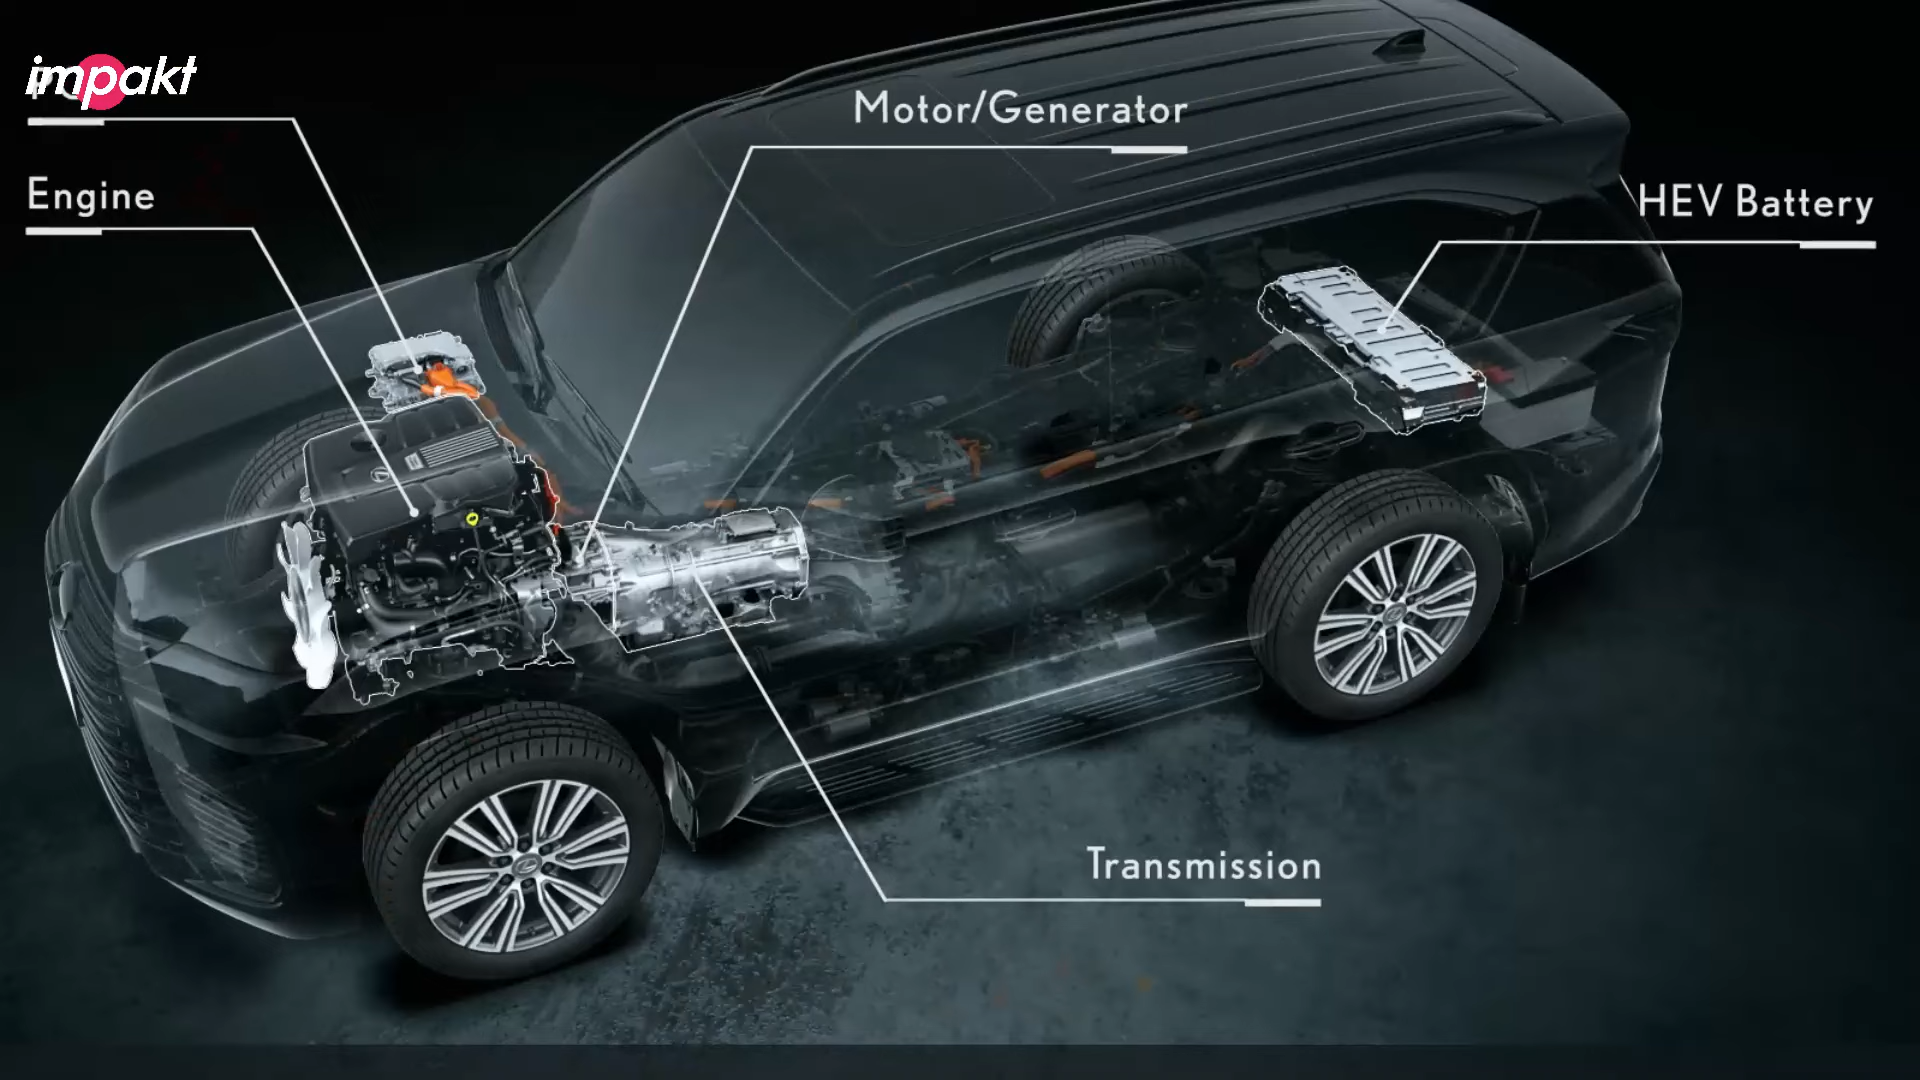 impakt
Motor/Generator
Engine
HEV Battery
Transmission